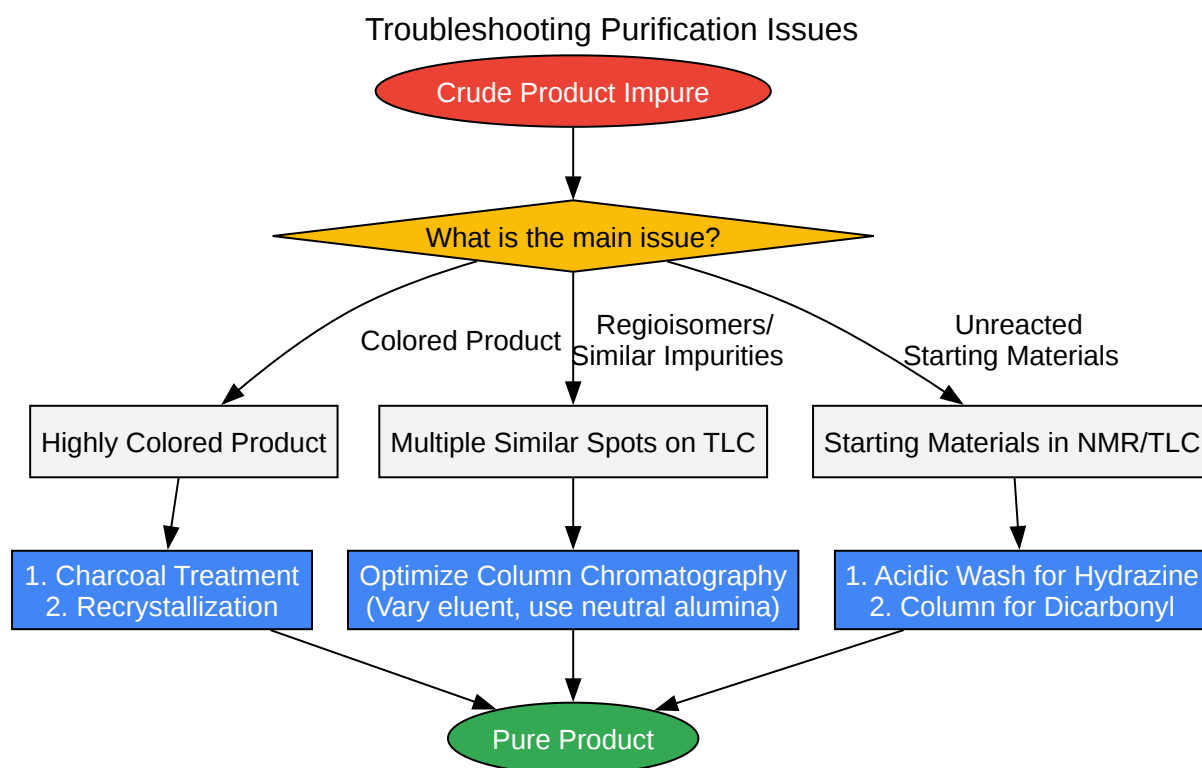 Troubleshooting Purification Issues
Crude Product Impure
What is the main issue?
Colored Product
Regioisomers/
Similar Impurities
Unreacted
Starting Materials
Highly Colored Product
Multiple Similar Spots on TLC
Starting Materials in NMR/TLC
1. Charcoal Treatment
2. Recrystallization
Optimize Column Chromatography
(Vary eluent, use neutral alumina)
1. Acidic Wash for Hydrazine
2. Column for Dicarbonyl
Pure Product